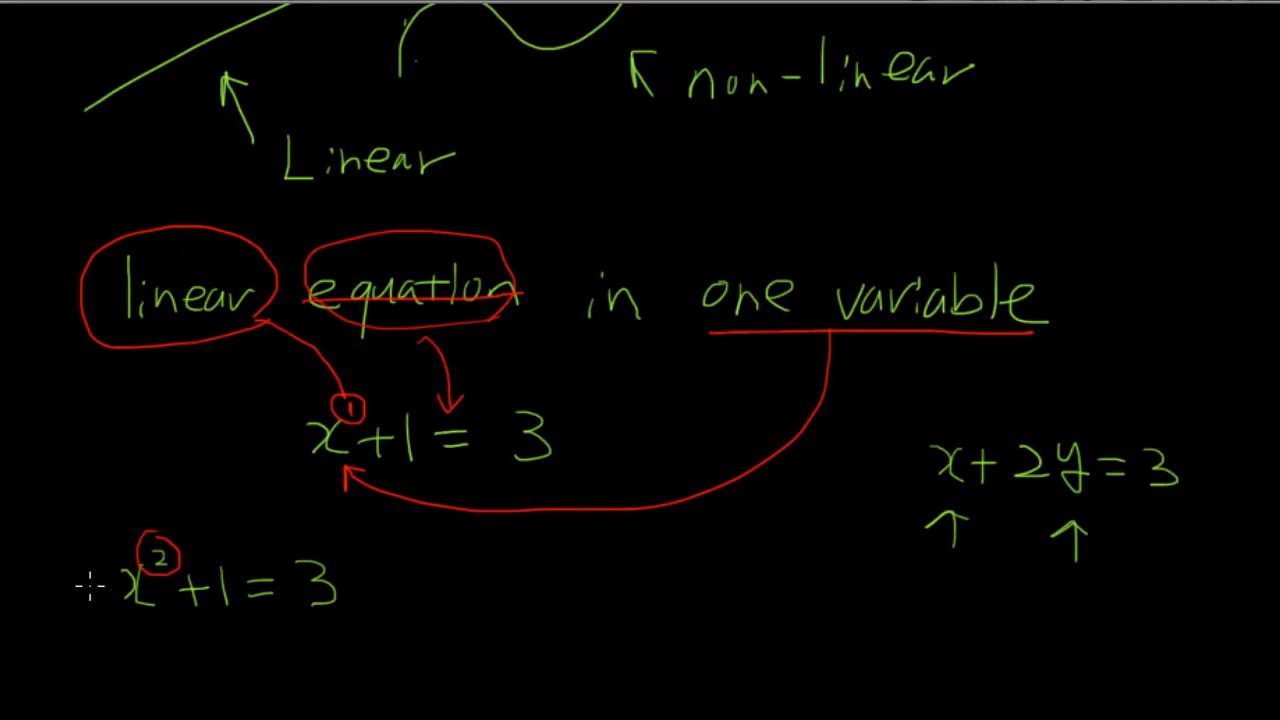 non-linear
Linear
linear equation in one variable
x¹+1=3
x+2y=3
x²+1=3